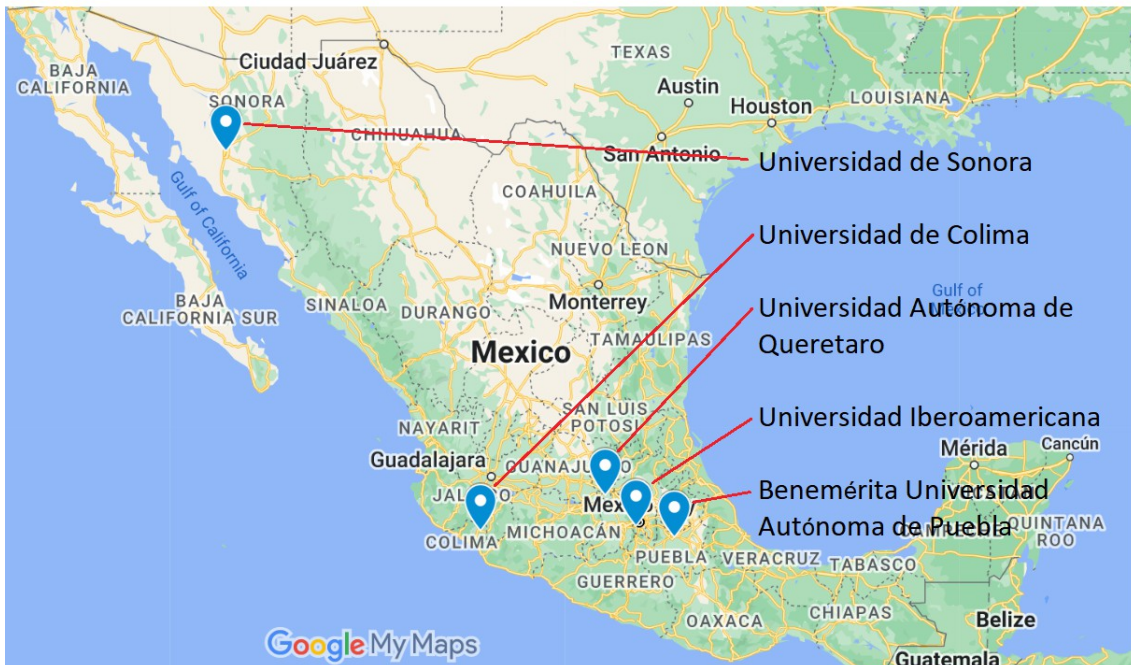 BAJA
CALIFORNIA
Ciudad Juárez
SONORA
CHIHUAHUA
TEXAS
Austin
Houston
LOUISIANA
San Antonio
Universidad de Sonora
COAHUILA
Gulf of
California
Universidad de Colima
NUEVO LEON
Monterrey
BAJA
CALIFORNIA SUR
SINALOA
DURANGO
Gulf of
Universidad Autónoma de
Queretaro
Mexico
TAMAULIPAS
SAN LUIS
POTOSI
NAYARIT
Universidad Iberoamericana
Guadalajara
Mérida
Cancún
JALISCO
COLIMA
MICHOACÁN
Benemérita Universidad
Autónoma de Puebla
QUINTANA
ROO
PUEBLA
VERACRUZ
TABASCO
GUERRERO
OAXACA
CHIAPAS
Belize
Google My Maps
Guatemala